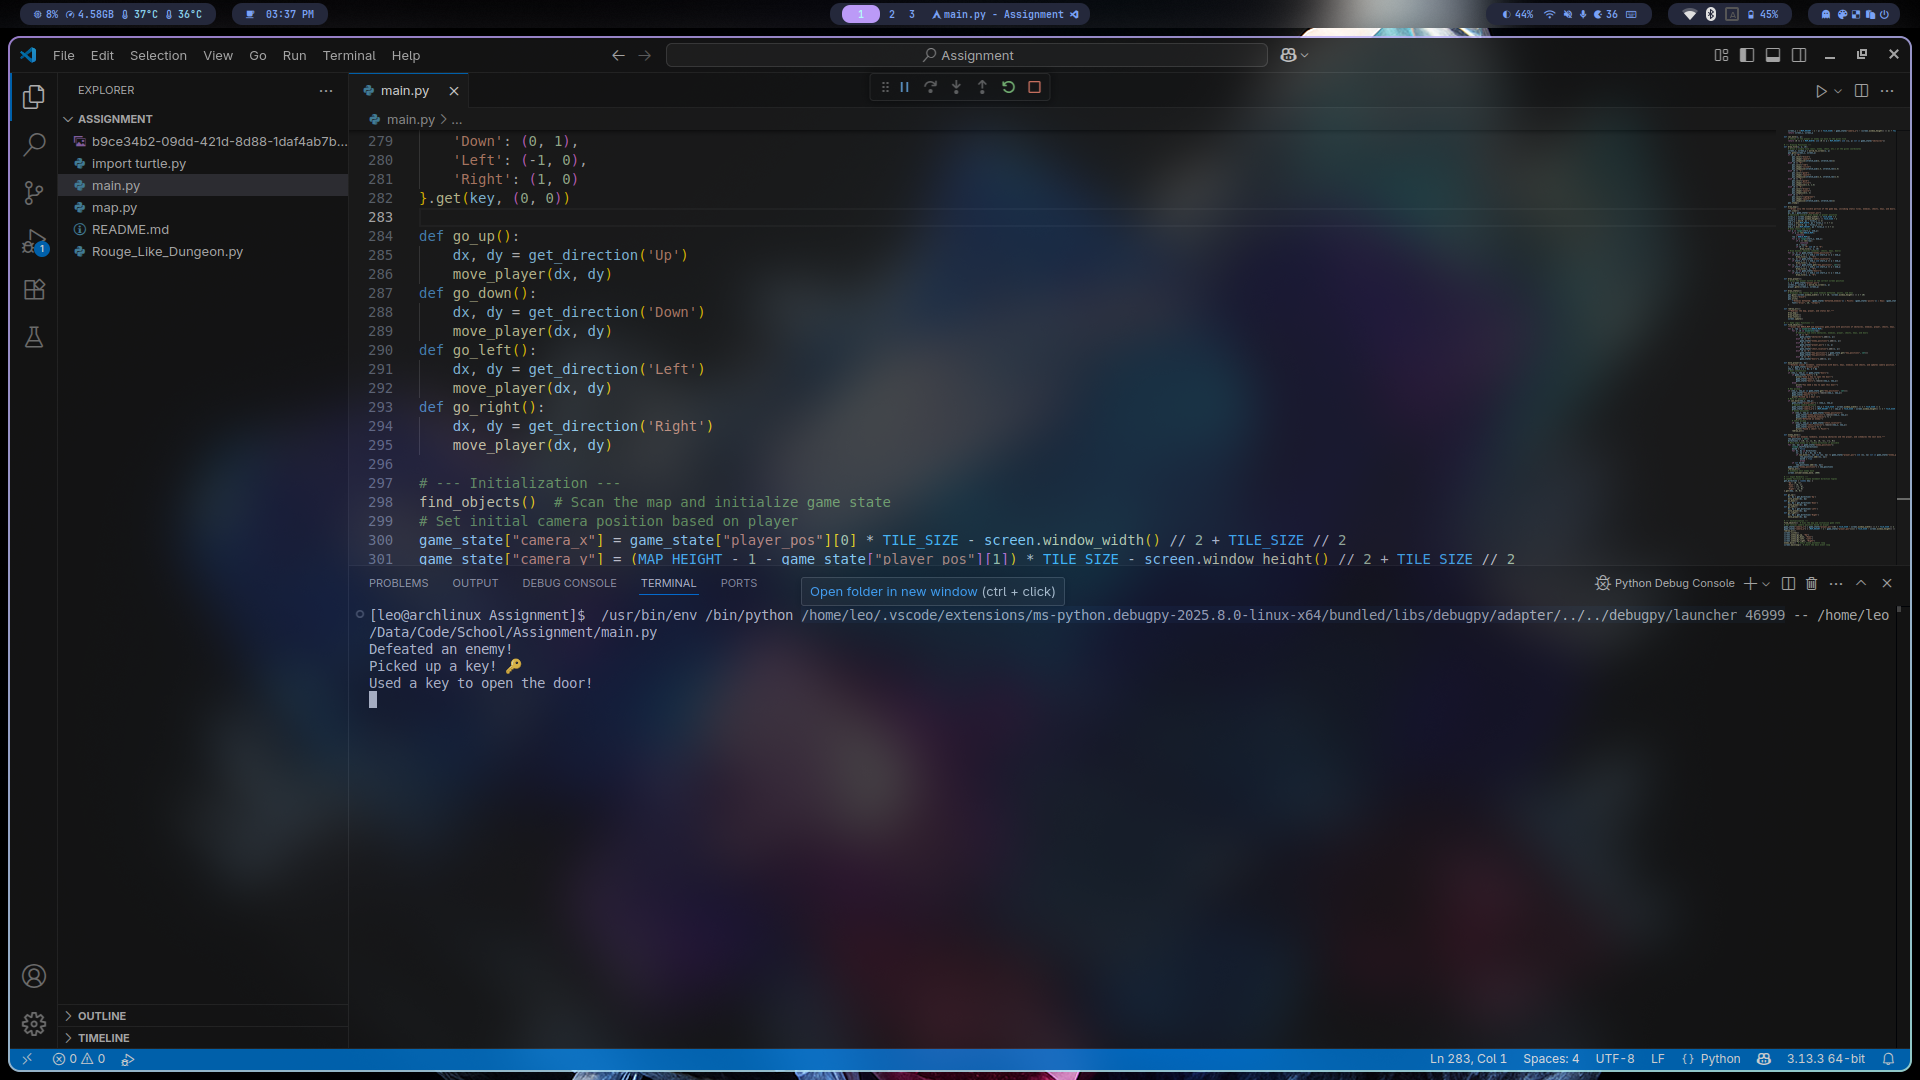 8% 4.58GB 37°C 36°C
03:37 PM
1 2 3 main.py - Assignment
44% 36
45%
File Edit Selection View Go Run Terminal Help
Assignment
EXPLORER
ASSIGNMENT
b9ce34b2-09dd-421d-8d88-1daf4ab7b...
import turtle.py
main.py
map.py
README.md
Rouge_Like_Dungeon.py
1
OUTLINE
TIMELINE
main.py
main.py > ...
279 'Down': (0, 1),
280 'Left': (-1, 0),
281 'Right': (1, 0)
282 }.get(key, (0, 0))
283
284 def go_up():
285 dx, dy = get_direction('Up')
286 move_player(dx, dy)
287 def go_down():
288 dx, dy = get_direction('Down')
289 move_player(dx, dy)
290 def go_left():
291 dx, dy = get_direction('Left')
292 move_player(dx, dy)
293 def go_right():
294 dx, dy = get_direction('Right')
295 move_player(dx, dy)
296
297 # --- Initialization ---
298 find_objects()  # Scan the map and initialize game state
299 # Set initial camera position based on player
300 game_state["camera_x"] = game_state["player_pos"][0] * TILE_SIZE - screen.window_width() // 2 + TILE_SIZE // 2
301 game_state["camera_y"] = (MAP_HEIGHT - 1 - game_state["player_pos"][1]) * TILE_SIZE - screen.window_height() // 2 + TILE_SIZE // 2
PROBLEMS OUTPUT DEBUG CONSOLE TERMINAL PORTS
Open folder in new window (ctrl + click)
Python Debug Console
[leo@archlinux Assignment]$  /usr/bin/env /bin/python /home/leo/.vscode/extensions/ms-python.debugpy-2025.8.0-linux-x64/bundled/libs/debugpy/adapter/../../debugpy/launcher 46999 -- /home/leo
/Data/Code/School/Assignment/main.py
Defeated an enemy!
Picked up a key! 🔑
Used a key to open the door!
0 0
Ln 283, Col 1 Spaces: 4 UTF-8 LF {} Python 3.13.3 64-bit